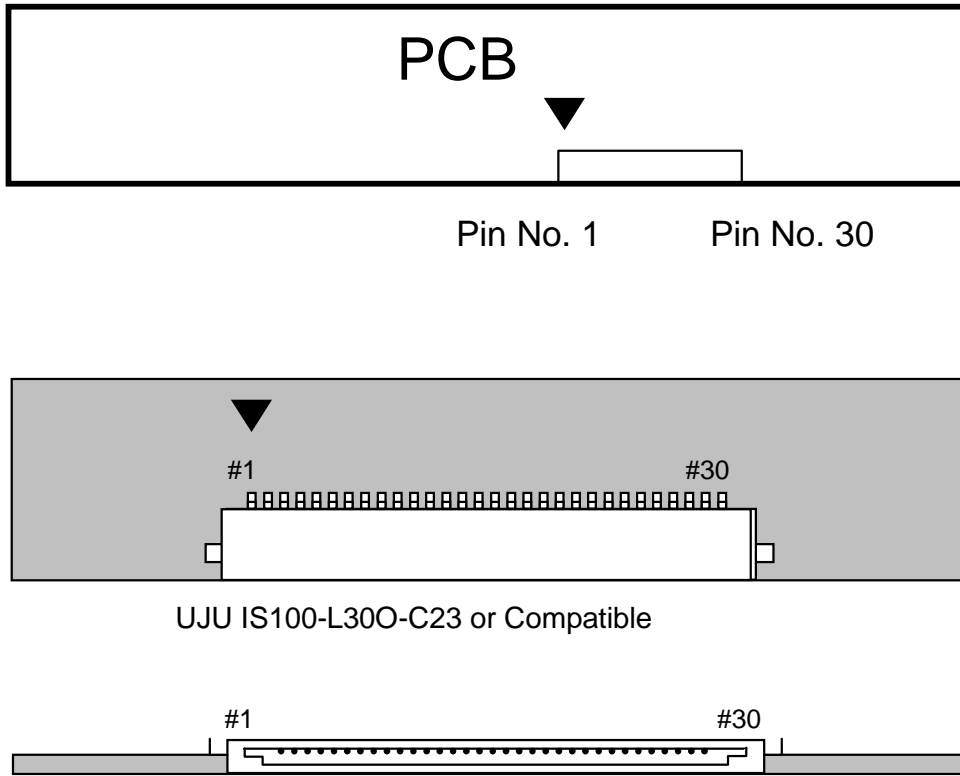 PCB
Pin No. 1 Pin No. 30
#1 #30
UJU IS100-L30O-C23 or Compatible
#1 #30